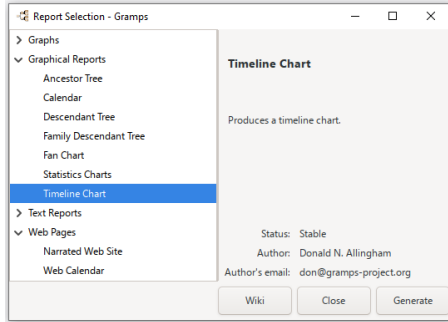 Report Selection - Gramps
Graphs
Graphical Reports
Ancestor Tree
Calendar
Descendant Tree
Family Descendant Tree
Fan Chart
Statistics Charts
Timeline Chart
Text Reports
Web Pages
Narrated Web Site
Web Calendar
Timeline Chart
Produces a timeline chart.
Status: Stable
Author: Donald N. Allingham
Author's email: don@gramps-project.org
Wiki Close Generate